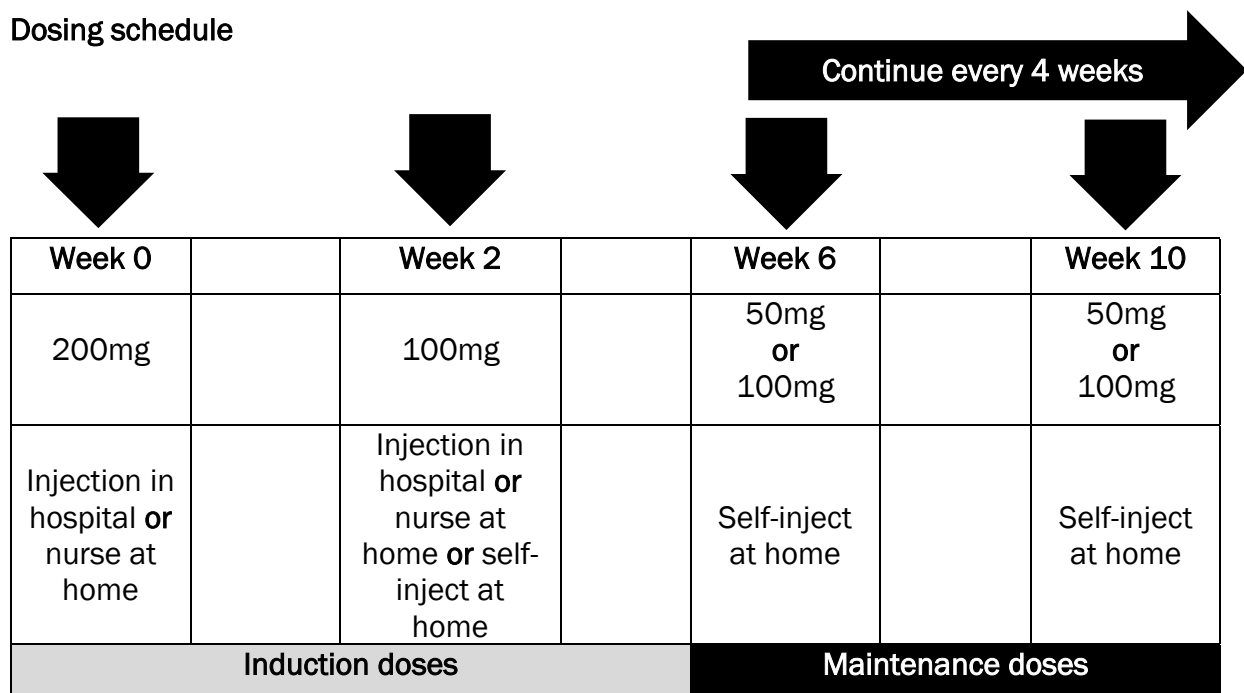 Dosing schedule
Continue every 4 weeks
Week 0
Week 2
Week 6
Week 10
200mg
100mg
50mg
or
100mg
50mg
or
100mg
Injection in
hospital or
nurse at
home
Injection in
hospital or
nurse at
home or self-
inject at
home
Self-inject
at home
Self-inject
at home
Induction doses
Maintenance doses